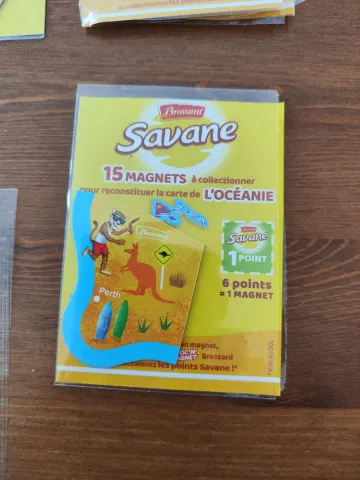 Brossard
Savane
15 MAGNETS à collectionner
pour reconstituer la carte de L'OCÉANIE
Brossard
Savane
1 POINT
Perth
6 points
= 1 MAGNET
magnet,
Brossard
les points Savane !*